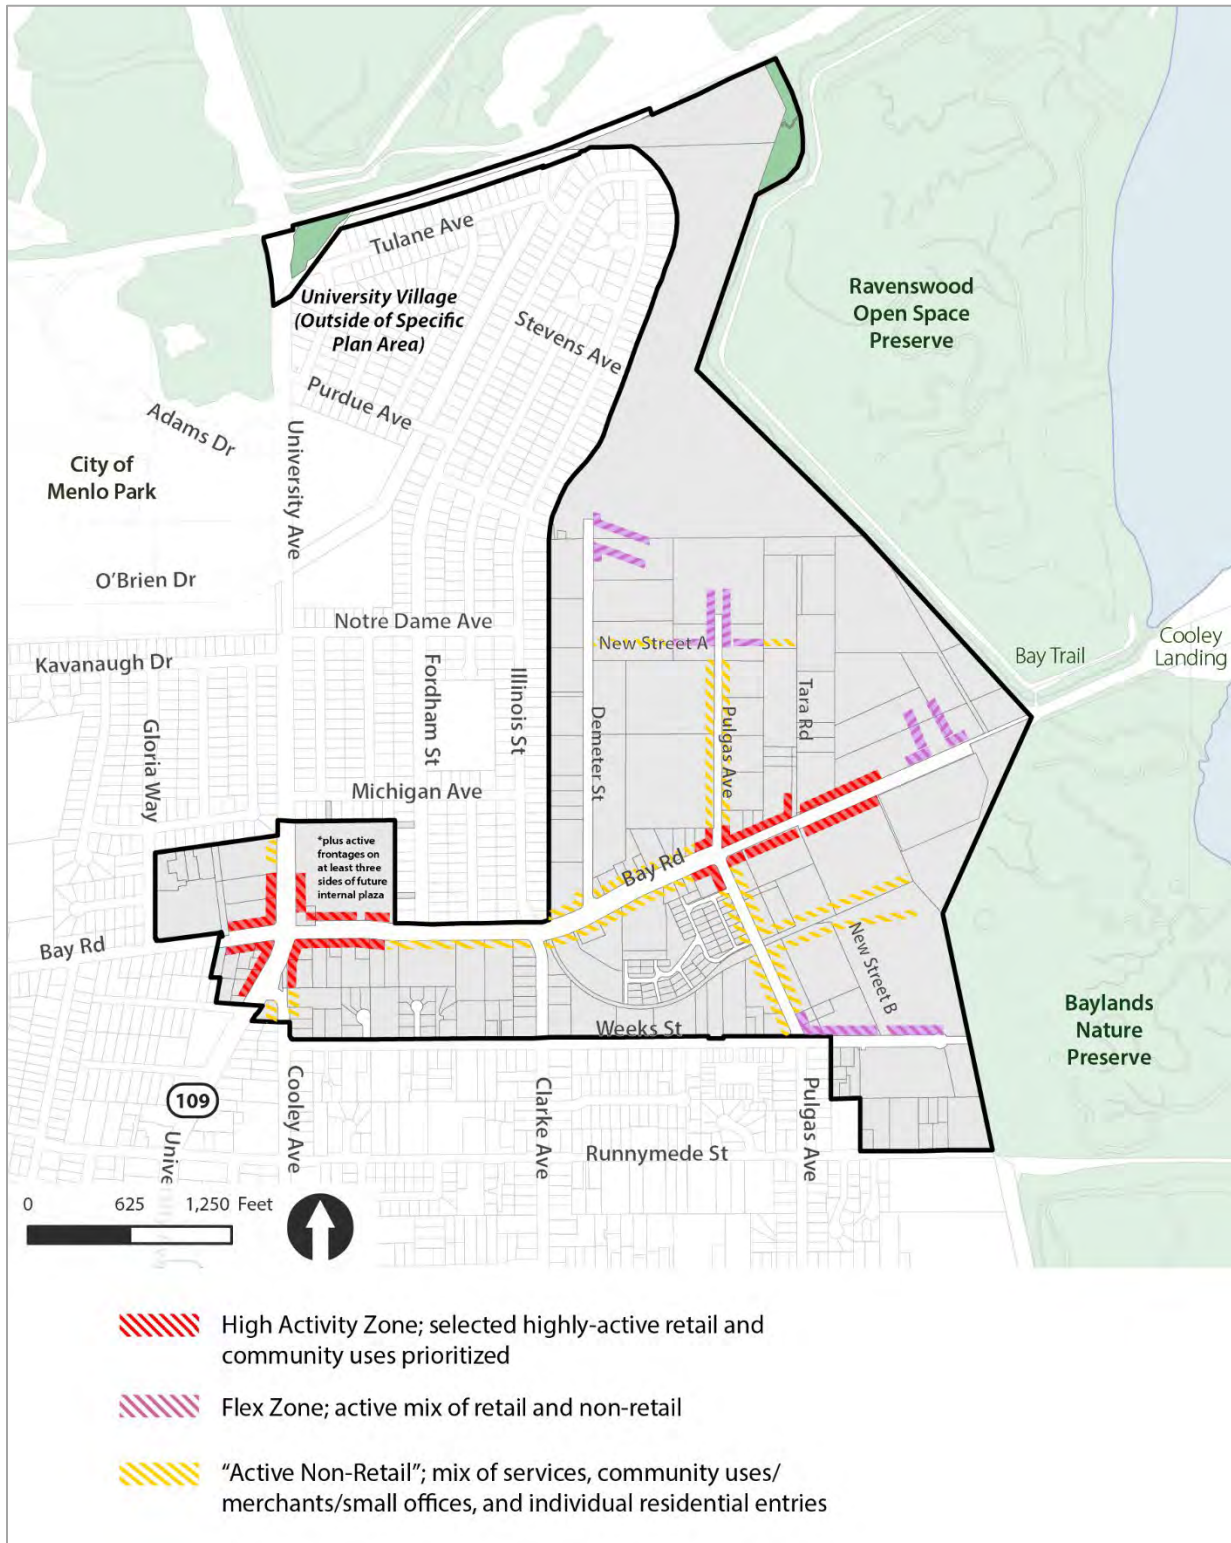 Tulane Ave
University Village
(Outside of Specific
Plan Area)
Stevens Ave
Ravenswood
Open Space
Preserve
Purdue Ave
Adams Dr
University Ave
City of
Menlo Park
O'Brien Dr
Notre Dame Ave
New Street A
Cooley
Landing
Bay Trail
Kavanaugh Dr
Fordham St
Illinois St
Demeter St
Pulgas Ave
Tara Rd
Gloria Way
Michigan Ave
*plus active
frontages on
at least three
sides of future
internal plaza
Bay Rd
Bay Rd
New Street B
Weeks St
Baylands
Nature
Preserve
109
Cooley Ave
Clarke Ave
Pulgas Ave
Runnymede St
0 625 1,250 Feet
High Activity Zone; selected highly-active retail and
community uses prioritized
Flex Zone; active mix of retail and non-retail
“Active Non-Retail”; mix of services, community uses/
merchants/small offices, and individual residential entries